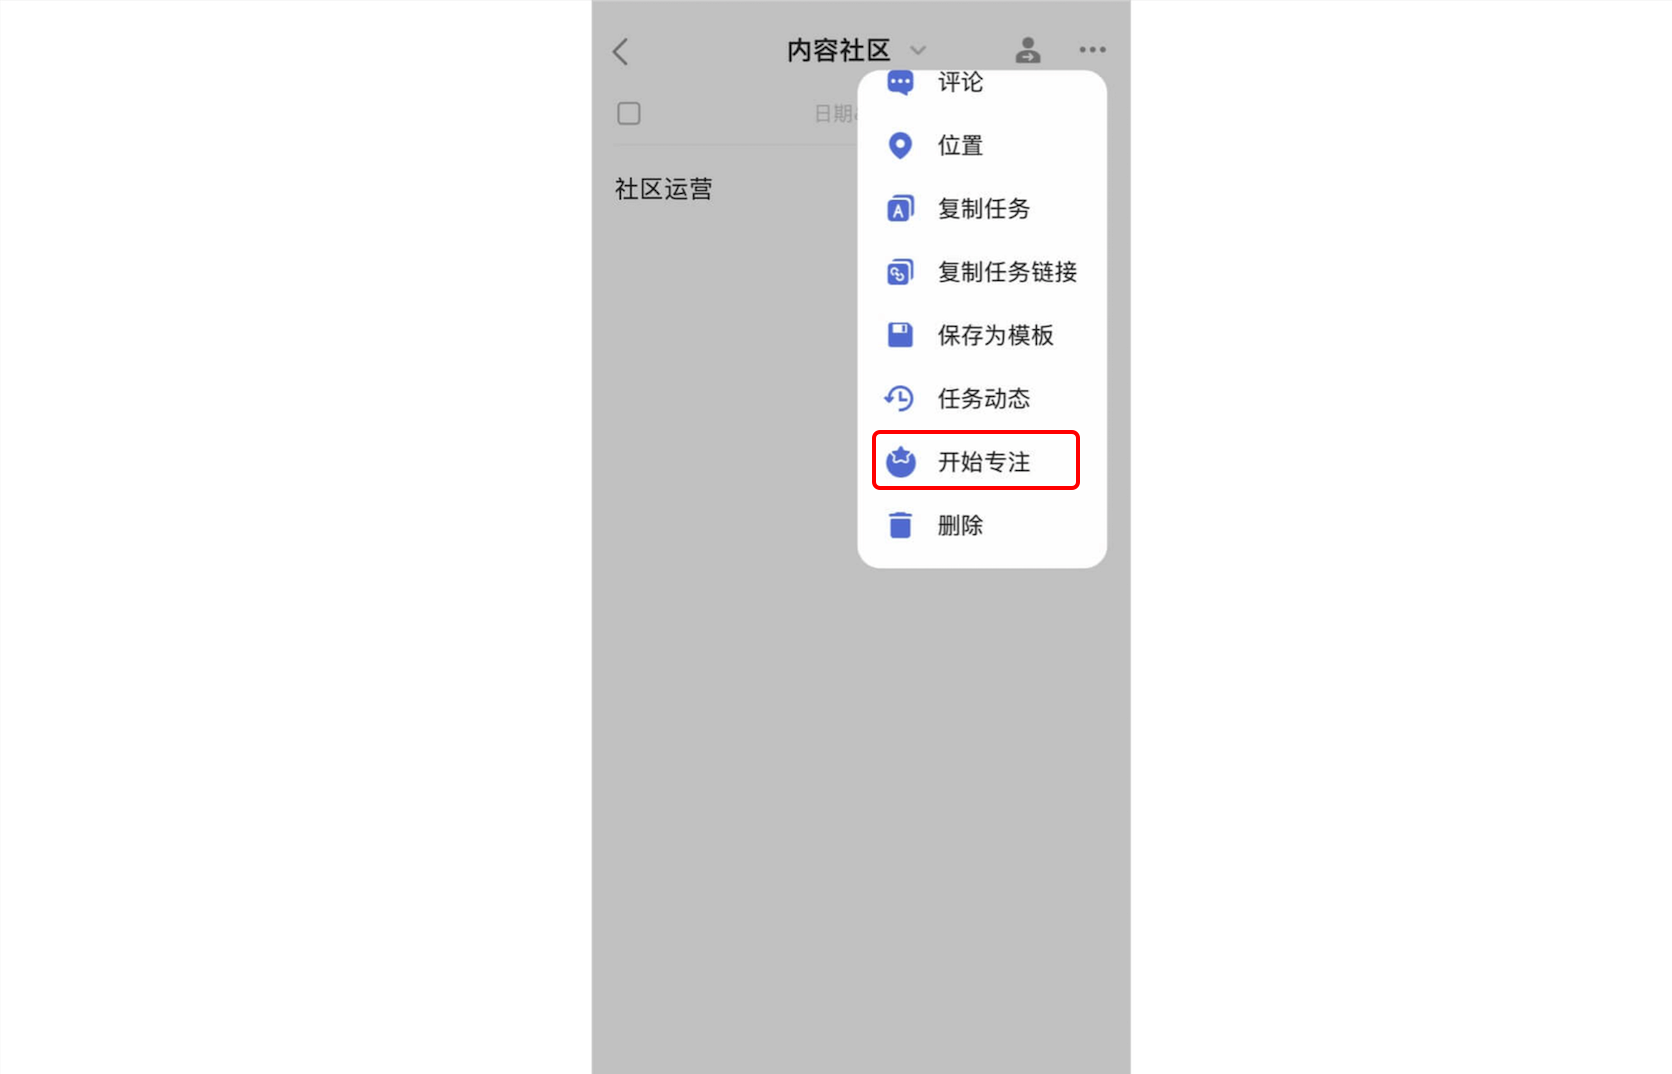 内容社区
日期
社区运营
评论
位置
复制任务
复制任务链接
保存为模板
任务动态
开始专注
删除